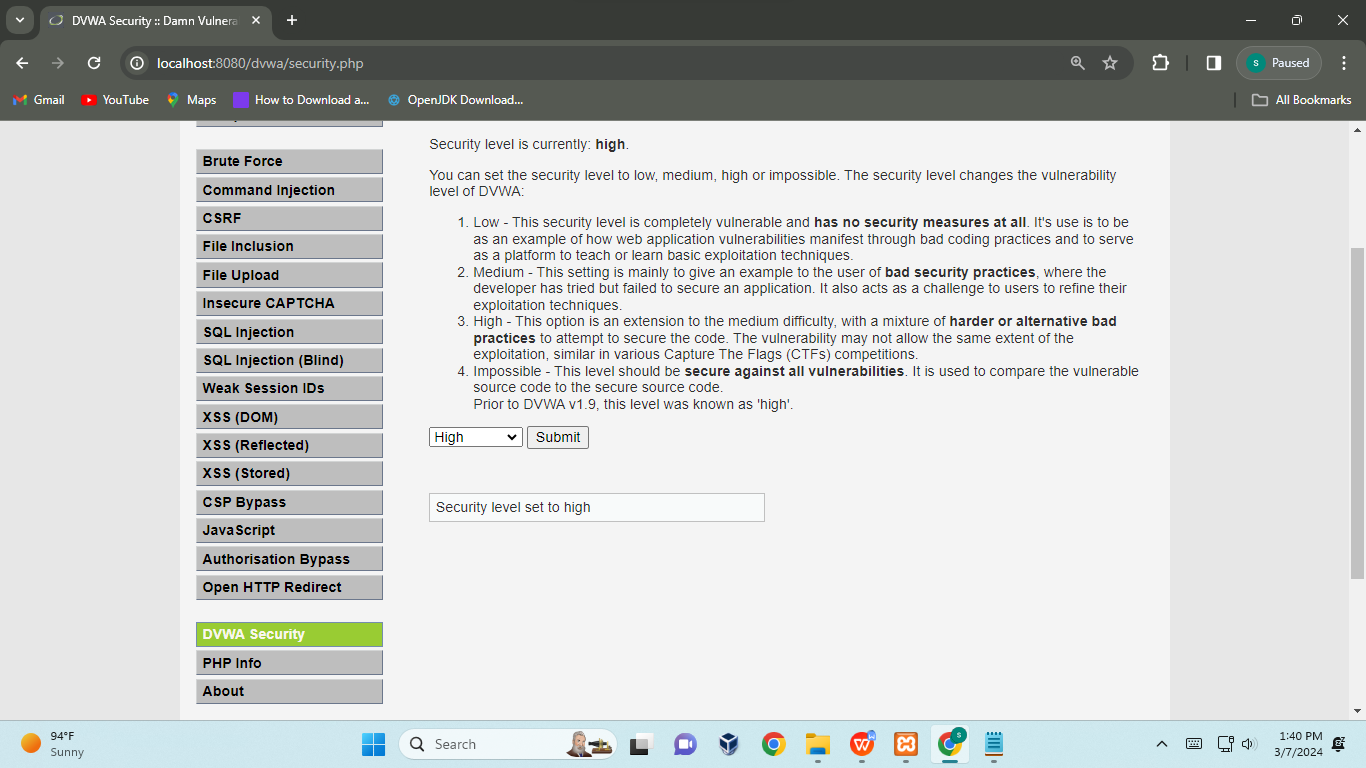 DVWA Security :: Damn Vulnera
localhost:8080/dvwa/security.php
S
Paused
Gmail
YouTube
Maps
How to Download a...
OpenJDK Download...
All Bookmarks
Brute Force
Command Injection
CSRF
File Inclusion
File Upload
Insecure CAPTCHA
SQL Injection
SQL Injection (Blind)
Weak Session IDs
XSS (DOM)
XSS (Reflected)
XSS (Stored)
CSP Bypass
JavaScript
Authorisation Bypass
Open HTTP Redirect
DVWA Security
PHP Info
About
Security level is currently: high.
You can set the security level to low, medium, high or impossible. The security level changes the vulnerability
level of DVWA:
1. Low - This security level is completely vulnerable and has no security measures at all. It's use is to be
as an example of how web application vulnerabilities manifest through bad coding practices and to serve
as a platform to teach or learn basic exploitation techniques.
2. Medium - This setting is mainly to give an example to the user of bad security practices, where the
developer has tried but failed to secure an application. It also acts as a challenge to users to refine their
exploitation techniques.
3. High - This option is an extension to the medium difficulty, with a mixture of harder or alternative bad
practices to attempt to secure the code. The vulnerability may not allow the same extent of the
exploitation, similar in various Capture The Flags (CTFs) competitions.
4. Impossible - This level should be secure against all vulnerabilities. It is used to compare the vulnerable
source code to the secure source code.
Prior to DVWA v1.9, this level was known as 'high'.
High
Submit
Security level set to high
94°F
Sunny
Search
1:40 PM
3/7/2024